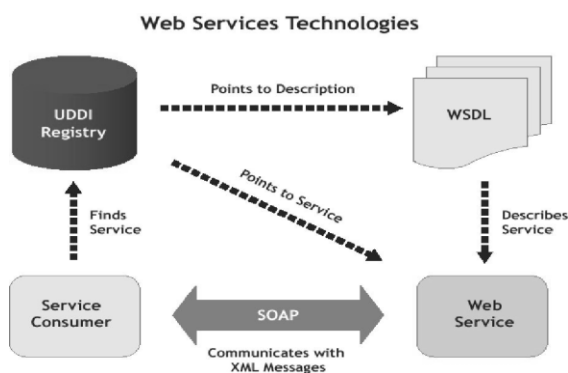 Web Services Technologies
UDDI
Registry
Points to Description
WSDL
Points to Service
Finds
Service
Describes
Service
Service
Consumer
SOAP
Web
Service
Communicates with
XML Messages